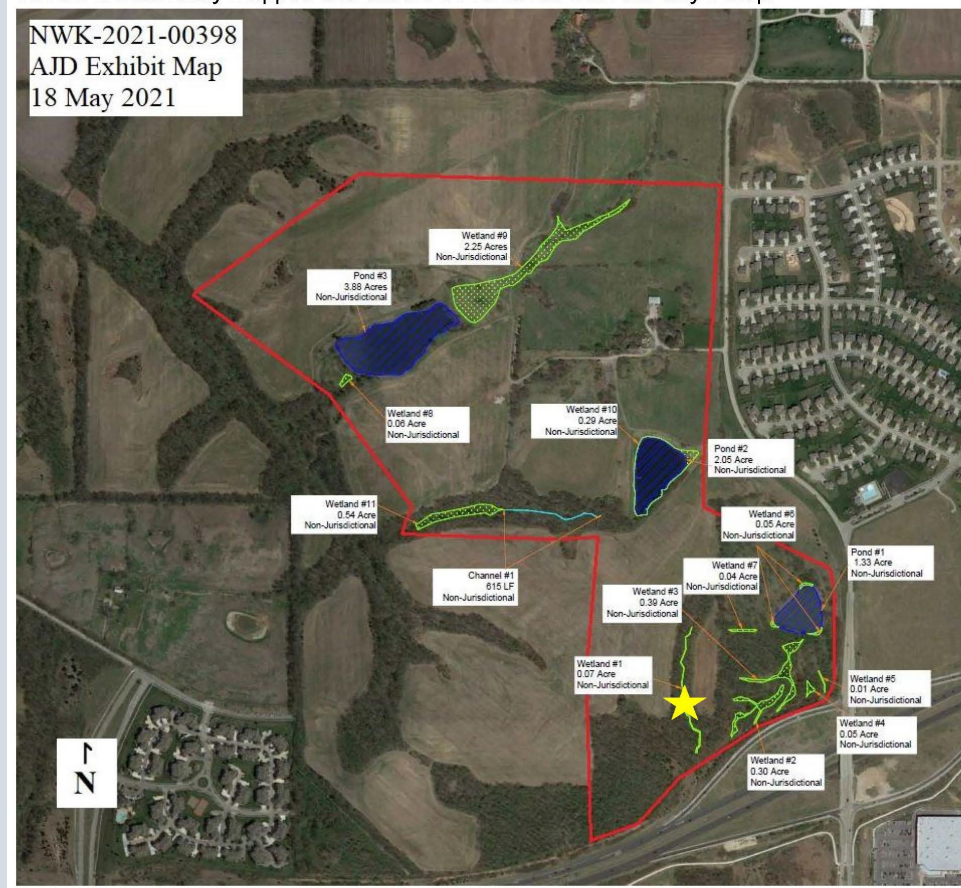 NWK-2021-00398
AJD Exhibit Map
18 May 2021
Wetland #9
2.25 Acres
Non-Jurisdictional
Pond #3
3.88 Acres
Non-Jurisdictional
Wetland #8
0.06 Acre
Non-Jurisdictional
Wetland #10
0.29 Acre
Non-Jurisdictional
Pond #2
2.05 Acre
Non-Jurisdictional
Wetland #11
0.54 Acre
Non-Jurisdictional
Channel #1
615 LF
Non-Jurisdictional
Wetland #6
0.05 Acre
Non-Jurisdictional
Pond #1
1.33 Acre
Non-Jurisdictional
Wetland #7
0.04 Acre
Non-Jurisdictional
Wetland #3
0.39 Acre
Non-Jurisdictional
Wetland #1
0.07 Acre
Non-Jurisdictional
Wetland #5
0.01 Acre
Non-Jurisdictional
Wetland #4
0.05 Acre
Non-Jurisdictional
Wetland #2
0.30 Acre
Non-Jurisdictional
N